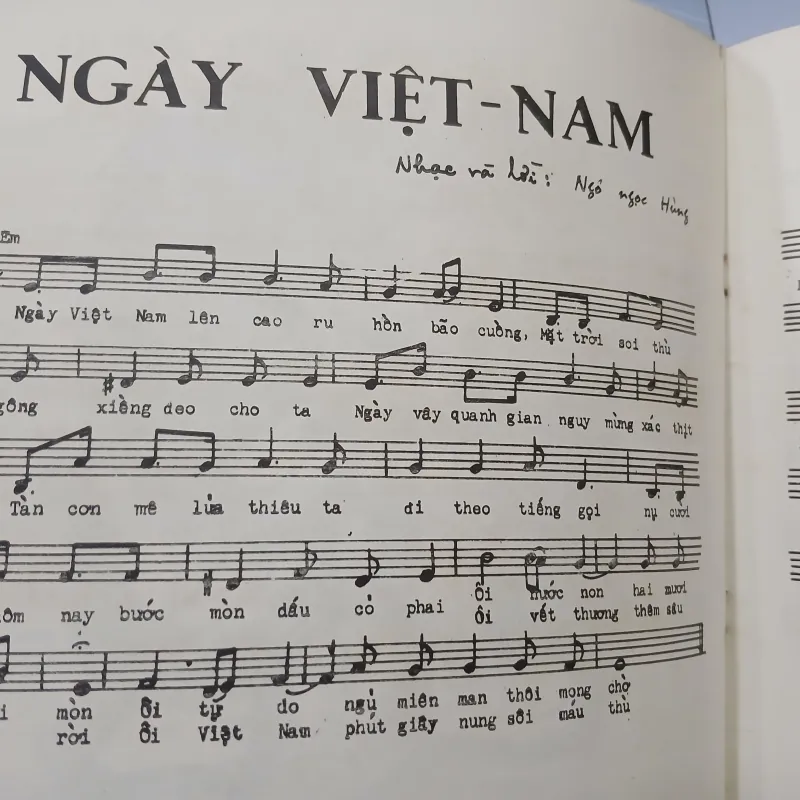 NGÀY VIỆT-NAM
Nhạc và lời: Ngô ngọc Hùng
Em
Ngày Việt Nam lên cao ru hồn bão cuồng, Mặt trời soi thù
gông xiềng đeo cho ta Ngày vây quanh gian nguy mừng xác thịt
Tàn cơn mê lửa thiêu ta đi theo tiếng gọi nụ cười
ôm nay bước mòn dấu cỏ phai Ôi nước non hai mươi
ôi vết thương thêm sâu
i mòn Ôi tự do ngủ miên man thôi mong chờ
rời Ôi Việt Nam phút giây nung sôi máu thù